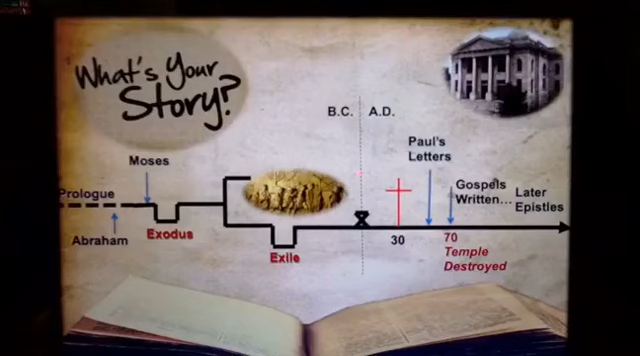 What's Your
Story?
B.C.
A.D.
Paul's
Letters
Moses
Prologue
Gospels
Written...
Later
Epistles
Abraham
Exodus
Exile
30
70
Temple
Destroyed